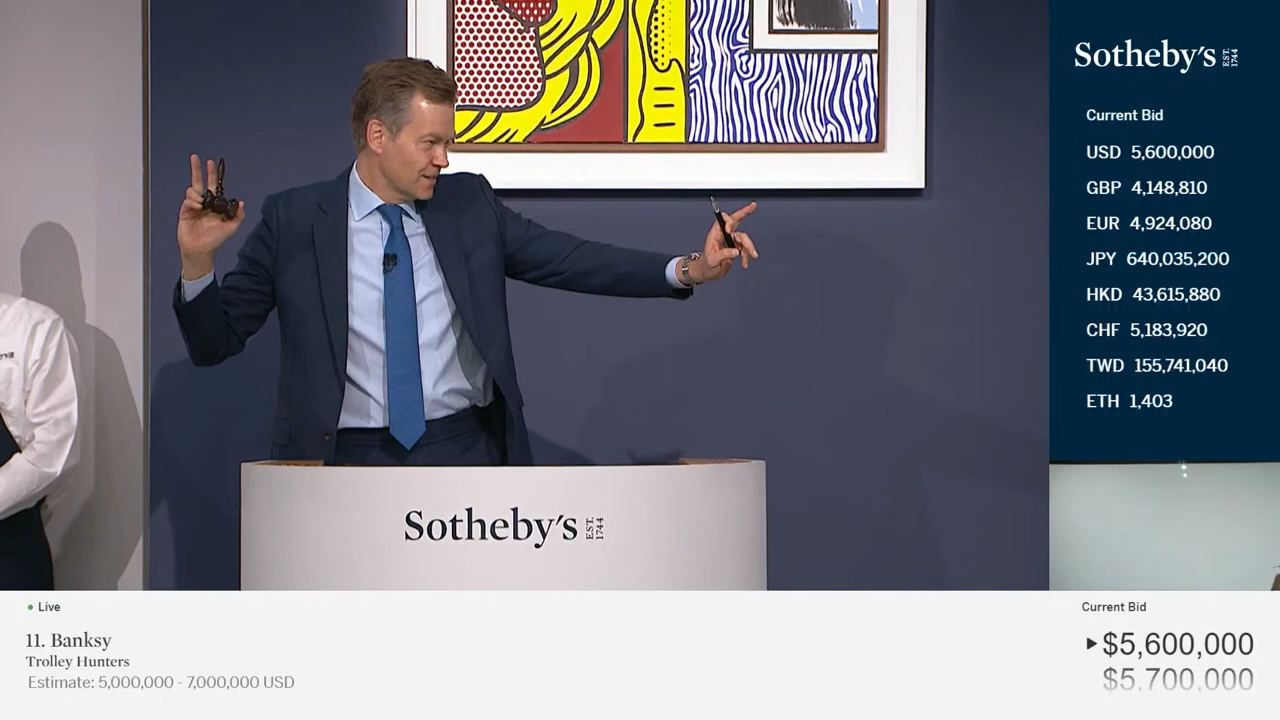 Sotheby's EST. 1744
Current Bid
USD 5,600,000
GBP 4,148,810
EUR 4,924,080
JPY 640,035,200
HKD 43,615,880
CHF 5,183,920
TWD 155,741,040
ETH 1,403
Sotheby's EST. 1744
Live
11. Banksy
Trolley Hunters
Estimate: 5,000,000 - 7,000,000 USD
Current Bid
$5,600,000
$5,700,000